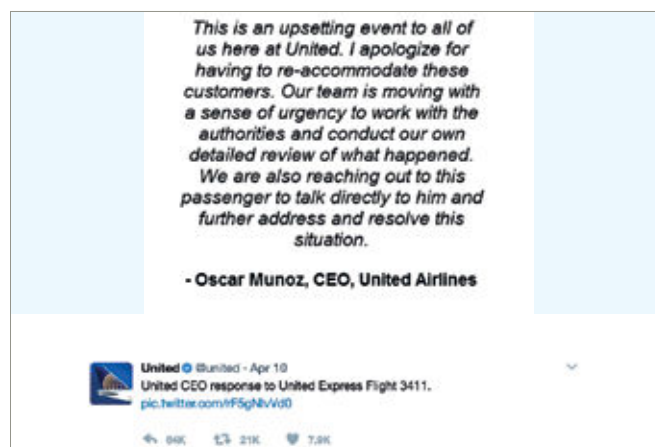 This is an upsetting event to all of
us here at United. I apologize for
having to re-accommodate these
customers. Our team is moving with
a sense of urgency to work with the
authorities and conduct our own
detailed review of what happened.
We are also reaching out to this
passenger to talk directly to him and
further address and resolve this
situation.
- Oscar Munoz, CEO, United Airlines
United @united - Apr 10
United CEO response to United Express Flight 3411.
21K 7.9K